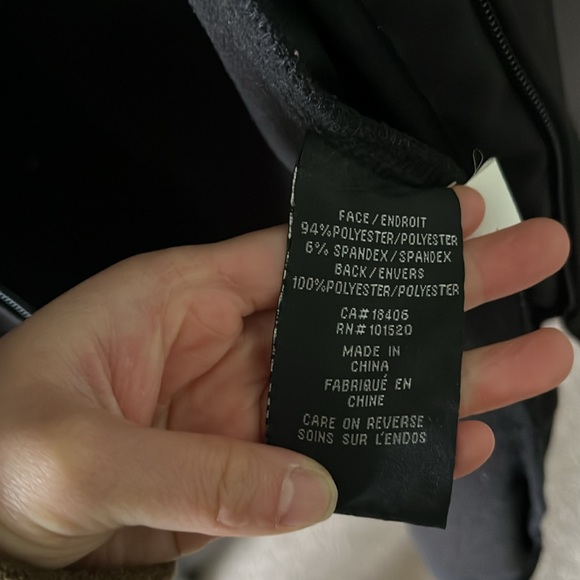 FACE/ENDROIT
94%POLYESTER/POLYESTER
6% SPANDEX/SPANDEX
BACK/ENVERS
100%POLYESTER/POLYESTER
CA#18406
RN#101520
MADE IN
CHINA
FABRIQUÉ EN
CHINE
CARE ON REVERSE
SOINS SUR L'ENDOS